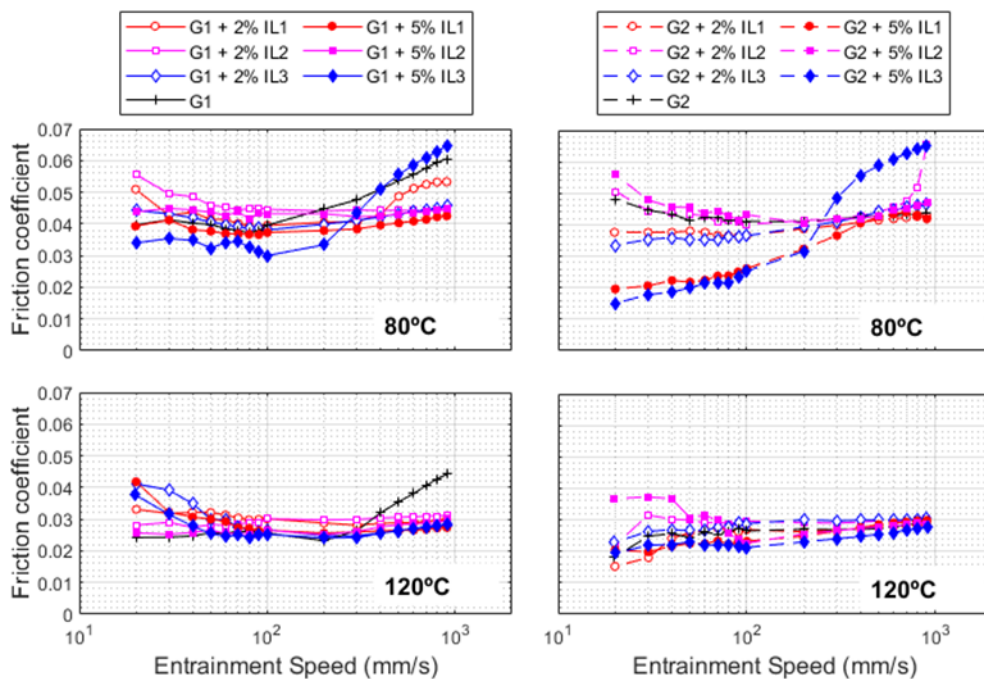 G1 + 2% IL1 G1 + 5% IL1
G1 + 2% IL2 G1 + 5% IL2
G1 + 2% IL3 G1 + 5% IL3
G1
G2 + 2% IL1 G2 + 5% IL1
G2 + 2% IL2 G2 + 5% IL2
G2 + 2% IL3 G2 + 5% IL3
G2
Friction coefficient
0.07
0.06
0.05
0.04
0.03
0.02
0.01
0
80ºC
80ºC
Friction coefficient
0.07
0.06
0.05
0.04
0.03
0.02
0.01
0
120ºC
120ºC
10¹ 10² 10³
10¹ 10² 10³
Entrainment Speed (mm/s)
Entrainment Speed (mm/s)